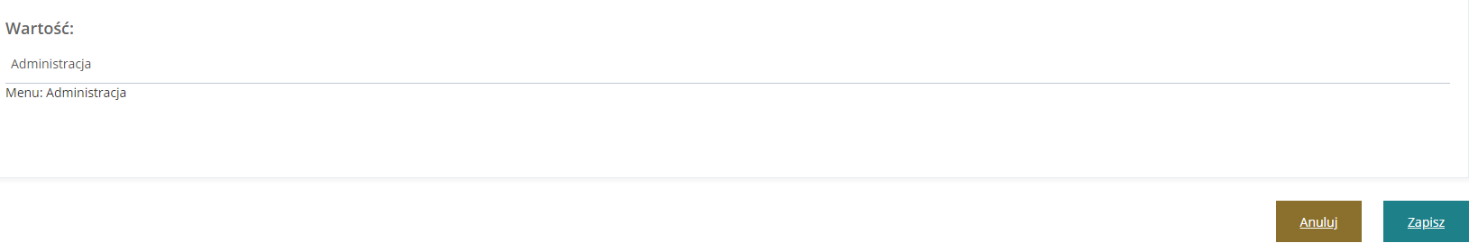 Wartość:
Administracja
Menu: Administracja
Anuluj
Zapisz